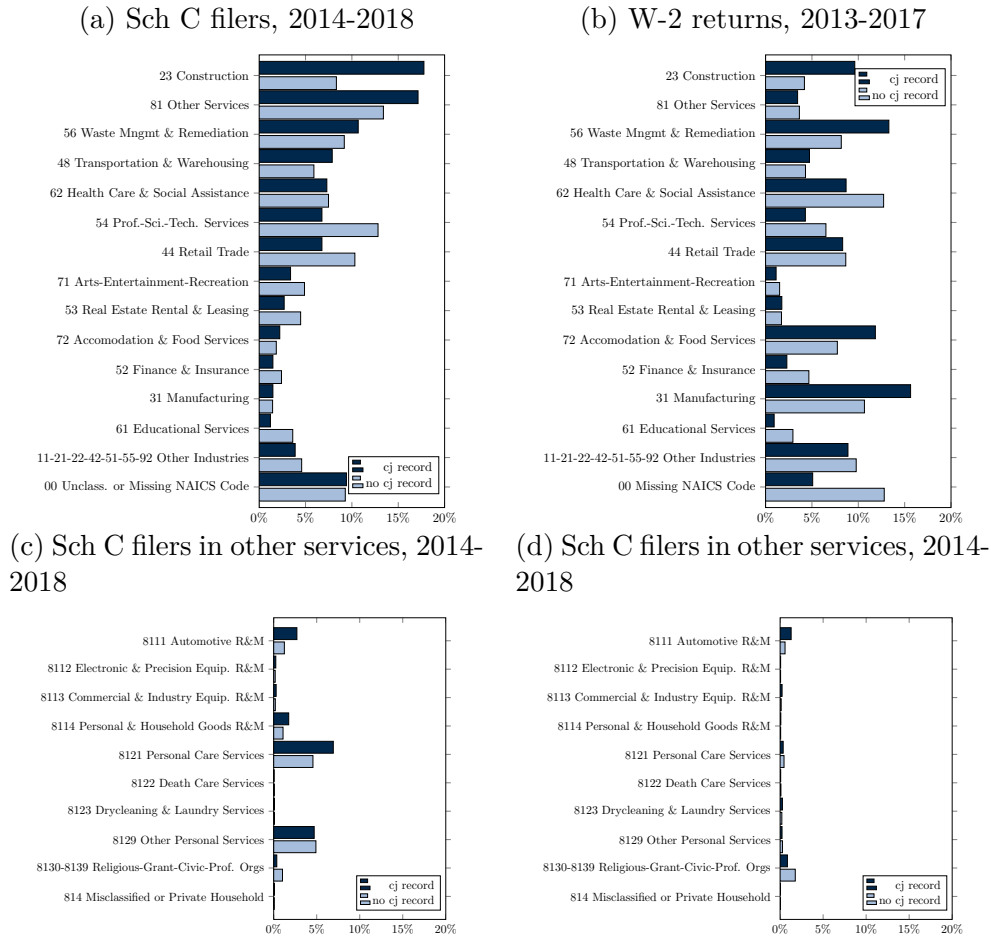 (a) Sch C filers, 2014-2018
23 Construction
81 Other Services
56 Waste Mngmt & Remediation
48 Transportation & Warehousing
62 Health Care & Social Assistance
54 Prof.-Sci.-Tech. Services
44 Retail Trade
71 Arts-Entertainment-Recreation
53 Real Estate Rental & Leasing
72 Accomodation & Food Services
52 Finance & Insurance
31 Manufacturing
61 Educational Services
11-21-22-42-51-55-92 Other Industries
00 Unclass. or Missing NAICS Code
cj record
no cj record
0% 5% 10% 15% 20%
(b) W-2 returns, 2013-2017
23 Construction
81 Other Services
56 Waste Mngmt & Remediation
48 Transportation & Warehousing
62 Health Care & Social Assistance
54 Prof.-Sci.-Tech. Services
44 Retail Trade
71 Arts-Entertainment-Recreation
53 Real Estate Rental & Leasing
72 Accomodation & Food Services
52 Finance & Insurance
31 Manufacturing
61 Educational Services
11-21-22-42-51-55-92 Other Industries
00 Missing NAICS Code
cj record
no cj record
0% 5% 10% 15% 20%
(c) Sch C filers in other services, 2014-
2018
8111 Automotive R&M
8112 Electronic & Precision Equip. R&M
8113 Commercial & Industry Equip. R&M
8114 Personal & Household Goods R&M
8121 Personal Care Services
8122 Death Care Services
8123 Drycleaning & Laundry Services
8129 Other Personal Services
8130-8139 Religious-Grant-Civic-Prof. Orgs
814 Misclassified or Private Household
cj record
no cj record
0% 5% 10% 15% 20%
(d) Sch C filers in other services, 2014-
2018
8111 Automotive R&M
8112 Electronic & Precision Equip. R&M
8113 Commercial & Industry Equip. R&M
8114 Personal & Household Goods R&M
8121 Personal Care Services
8122 Death Care Services
8123 Drycleaning & Laundry Services
8129 Other Personal Services
8130-8139 Religious-Grant-Civic-Prof. Orgs
814 Misclassified or Private Household
cj record
no cj record
0% 5% 10% 15% 20%